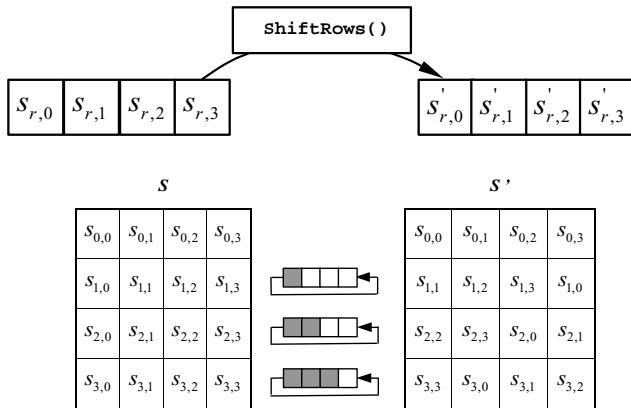 ShiftRows()
S_{r,0} S_{r,1} S_{r,2} S_{r,3} S'_{r,0} S'_{r,1} S'_{r,2} S'_{r,3}
S S'
S_{0,0} S_{0,1} S_{0,2} S_{0,3} S_{0,0} S_{0,1} S_{0,2} S_{0,3}
S_{1,0} S_{1,1} S_{1,2} S_{1,3} S_{1,1} S_{1,2} S_{1,3} S_{1,0}
S_{2,0} S_{2,1} S_{2,2} S_{2,3} S_{2,2} S_{2,3} S_{2,0} S_{2,1}
S_{3,0} S_{3,1} S_{3,2} S_{3,3} S_{3,3} S_{3,0} S_{3,1} S_{3,2}